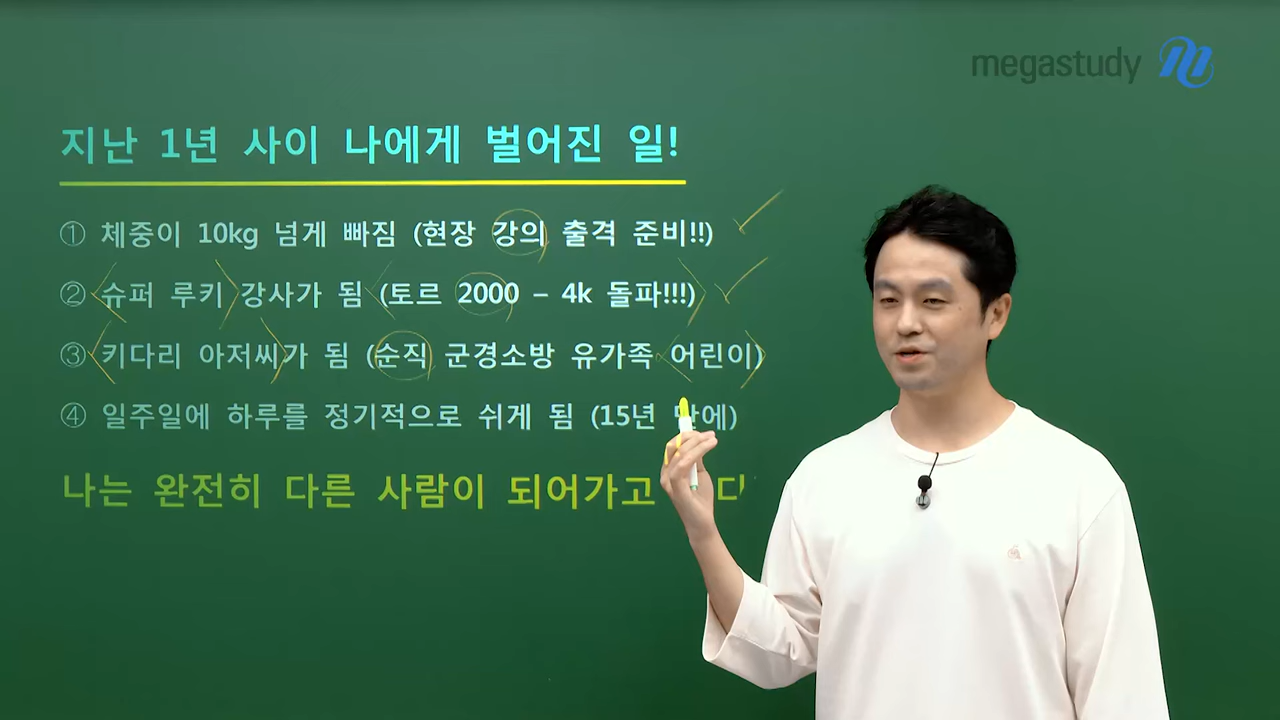 megastudy
지난 1년 사이 나에게 벌어진 일!
① 체중이 10kg 넘게 빠짐 (현장 강의 출격 준비!!)
② 슈퍼 루키 강사가 됨 (토르 2000 – 4k 돌파!!!)
③ 키다리 아저씨가 됨 (순직 군경소방 유가족 어린이)
④ 일주일에 하루를 정기적으로 쉬게 됨 (15년 만에)
나는 완전히 다른 사람이 되어가고